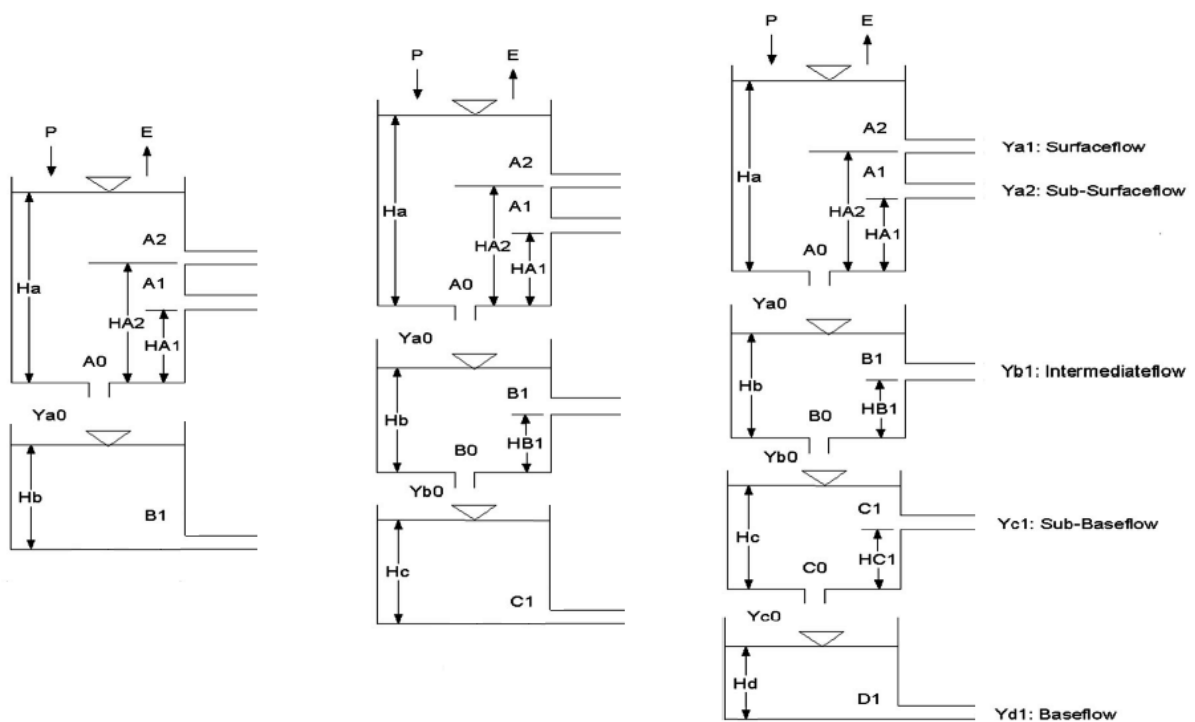 P E
A2
Ha
A1
HA2
HA1
A0
Ya0
Hb
B1
P E
A2
Ha
A1
HA2
HA1
A0
Ya0
B1
Hb
HB1
B0
Yb0
Hc
C1
P E
A2
Ya1: Surfaceflow
Ha
A1
Ya2: Sub-Surfaceflow
HA2
HA1
A0
Ya0
B1
Yb1: Intermediateflow
Hb
HB1
B0
Yb0
C1
Yc1: Sub-Baseflow
Hc
HC1
C0
Yc0
Hd
D1
Yd1: Baseflow